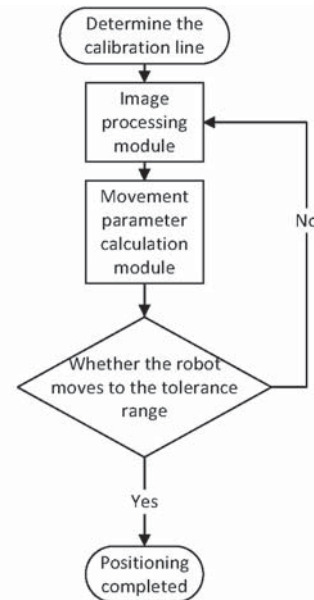 Determine the
calibration line
Image
processing
module
No
Movement
parameter
calculation
module
Whether the robot
moves to the tolerance
range
Yes
Positioning
completed